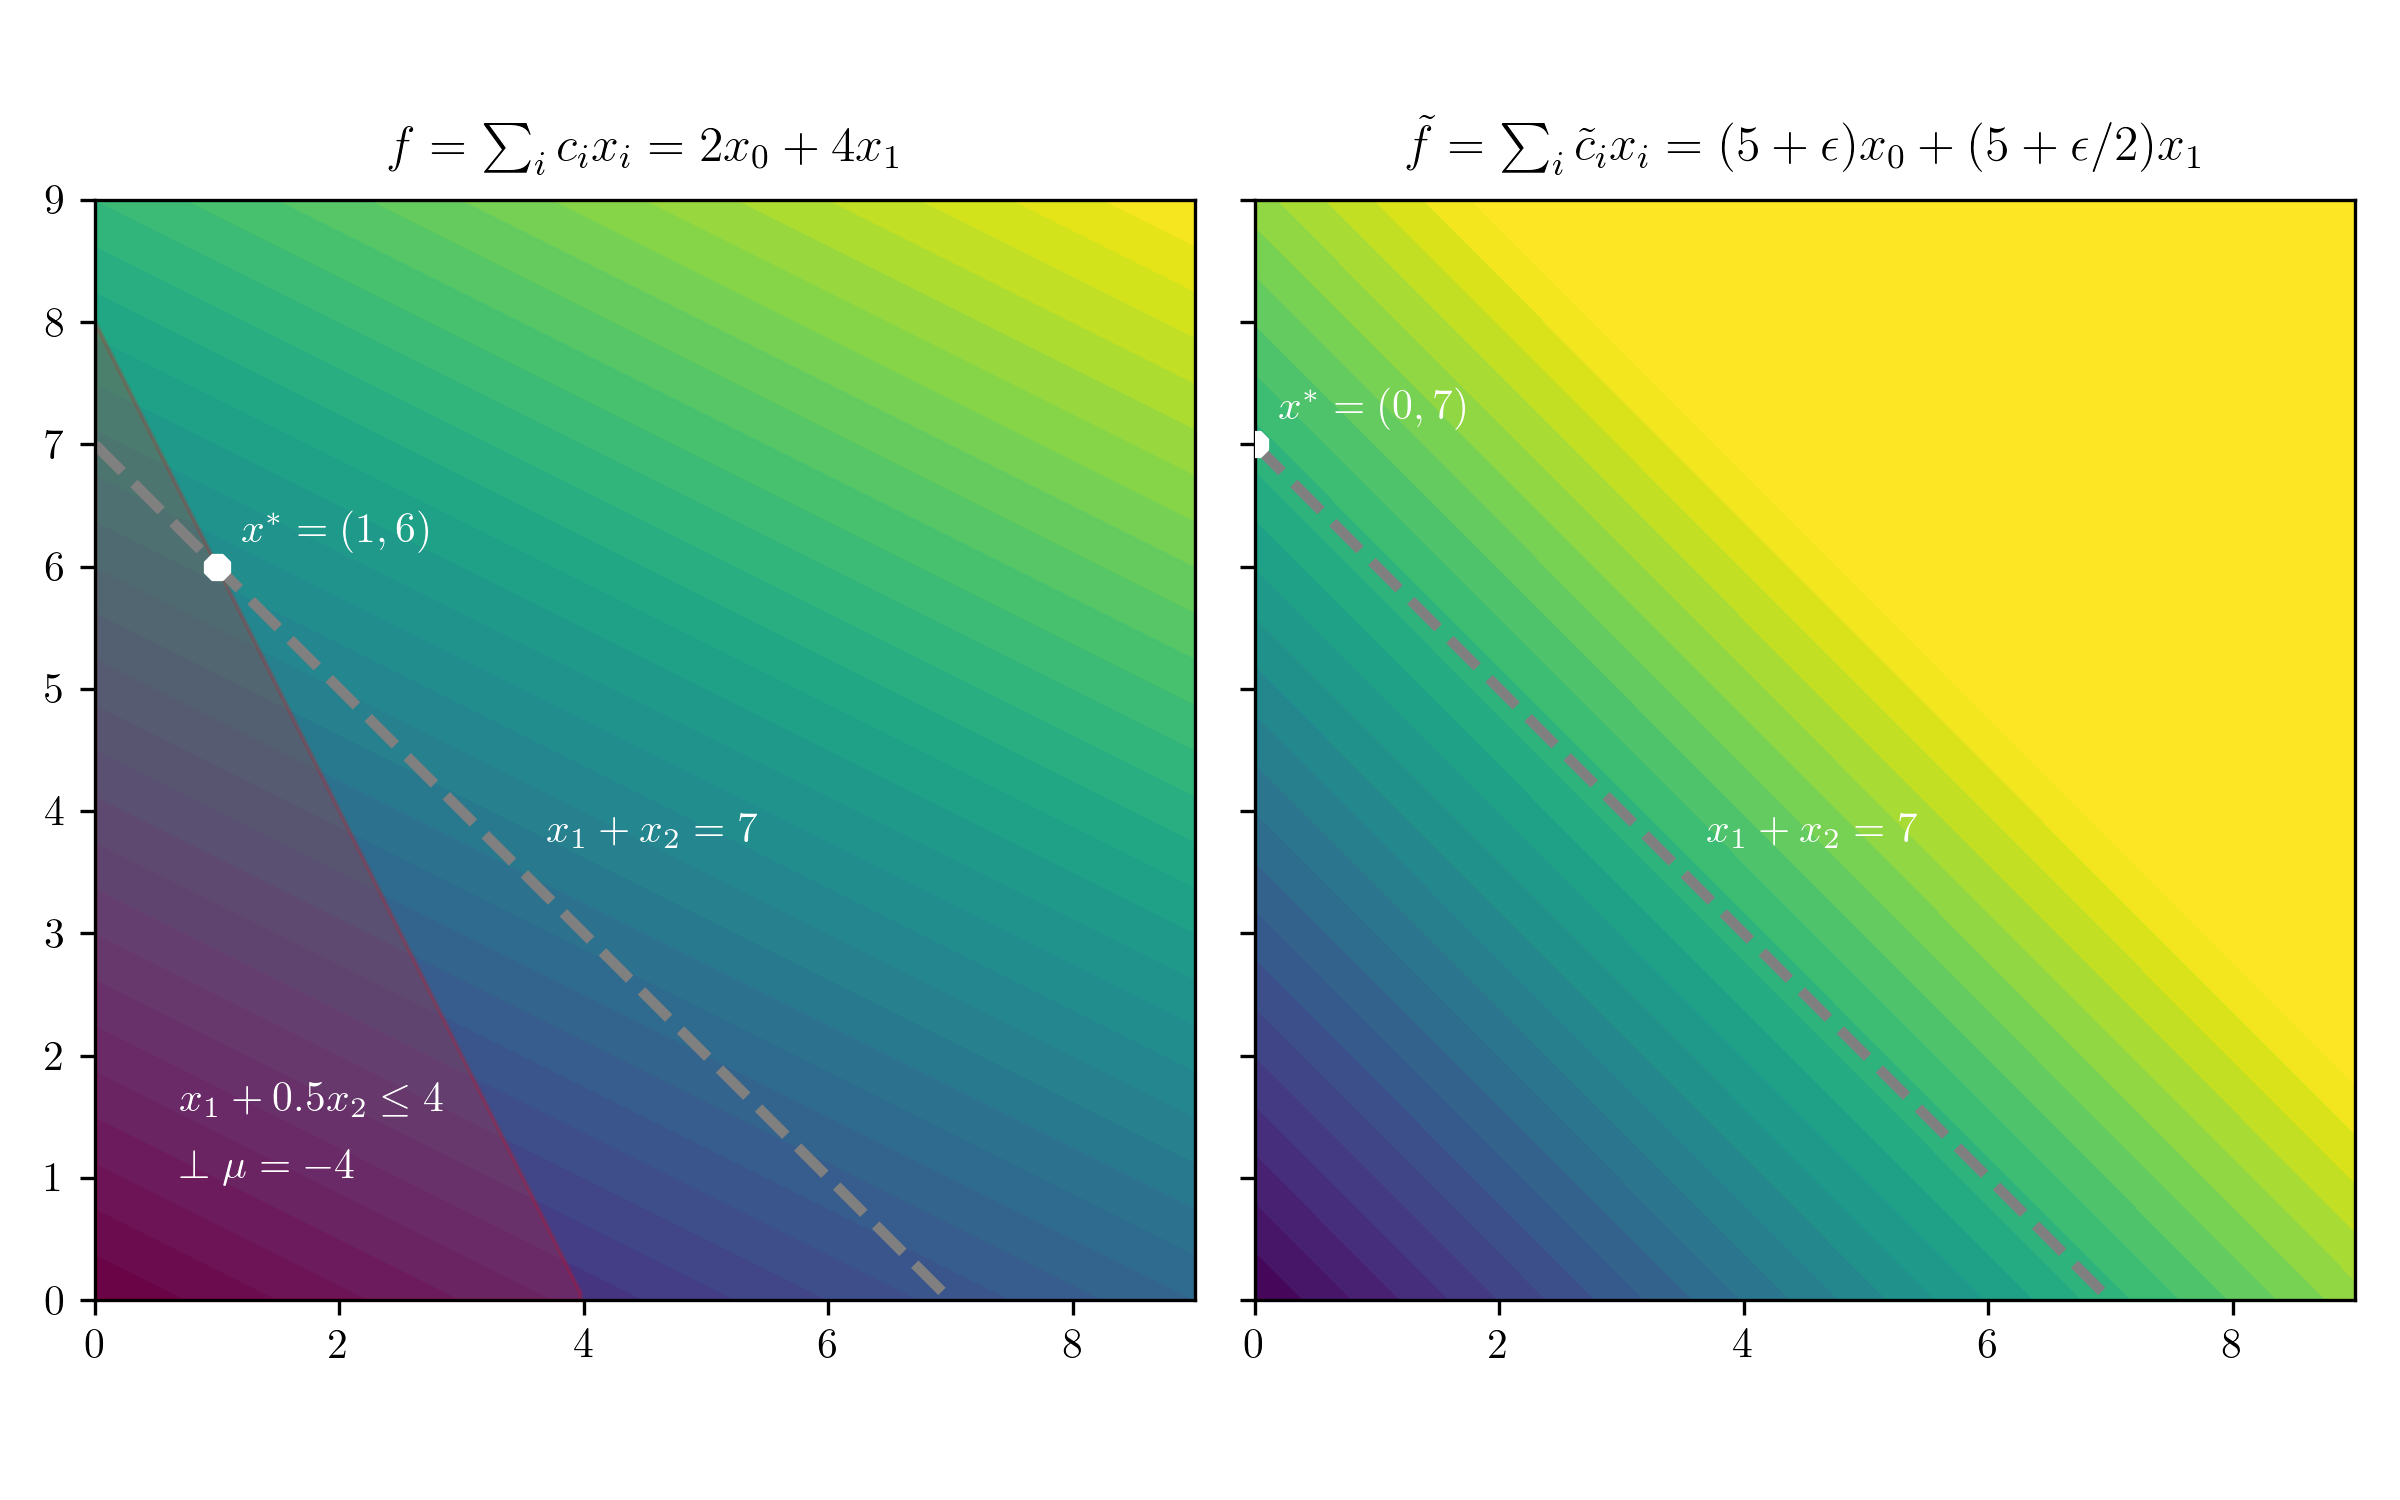 f = ∑_i c_i x_i = 2x_0 + 4x_1
9
8
7
6
5
4
3
2
1
0
0 2 4 6 8
x* = (1, 6)
x_1 + x_2 = 7
x_1 + 0.5x_2 ≤ 4
⊥ μ = −4
f̃ = ∑_i c̃_i x_i = (5 + ϵ)x_0 + (5 + ϵ/2)x_1
x* = (0, 7)
x_1 + x_2 = 7
0 2 4 6 8